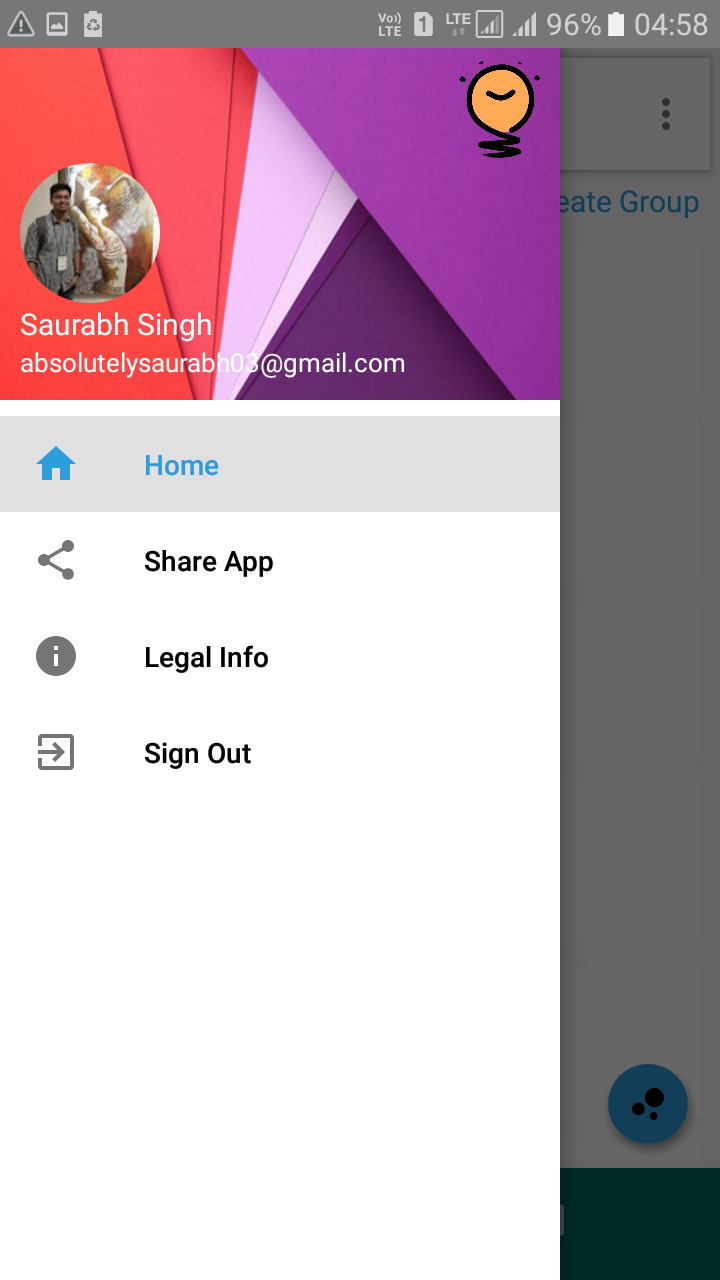 Vo)) LTE 1 LTE 96% 04:58
eate Group
Saurabh Singh
absolutelysaurabh03@gmail.com
Home
Share App
Legal Info
Sign Out